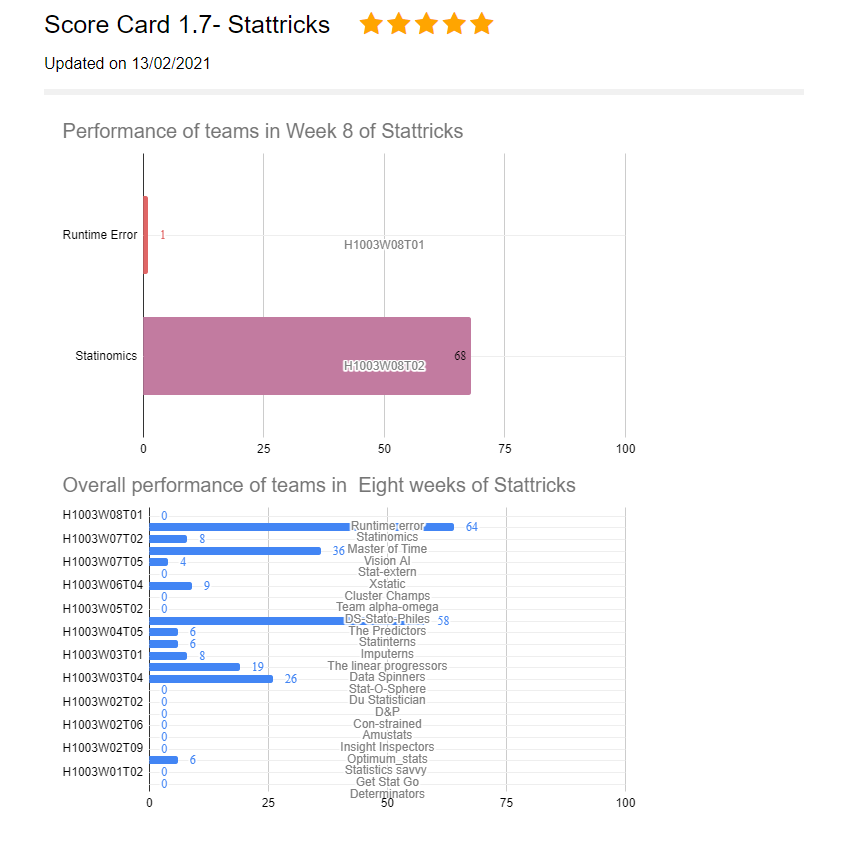 Score Card 1.7- Stattricks
Updated on 13/02/2021
Performance of teams in Week 8 of Stattricks
Runtime Error 1
H1003W08T01
Statinomics 68
H1003W08T02
0 25 50 75 100
Overall performance of teams in Eight weeks of Stattricks
H1003W08T01 0
Runtime error 64
H1003W07T02 8 Statinomics
36 Master of Time
H1003W07T05 4 Vision AI
0 Stat-extern
H1003W06T04 9 Xstatic
0 Cluster Champs
H1003W05T02 0 Team alpha-omega
DS-Stato-Philes 58
H1003W04T05 6 The Predictors
6 Statinterns
H1003W03T01 8 Imputerns
19 The linear progressors
H1003W03T04 26 Data Spinners
0 Stat-O-Sphere
H1003W02T02 0 Du Statistician
0 D&P
H1003W02T06 0 Con-strained
0 Amustats
H1003W02T09 0 Insight Inspectors
6 Optimum_stats
H1003W01T02 0 Statistics savvy
0 Get Stat Go
Determinators
0 25 50 75 100